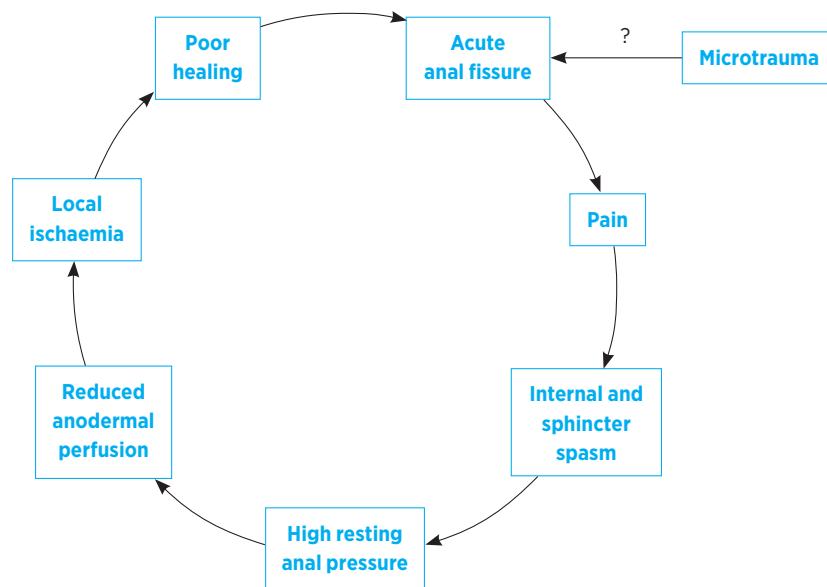 Poor
healing
Acute
anal fissure
?
Microtrauma
Local
ischaemia
Pain
Reduced
anodermal
perfusion
Internal and
sphincter
spasm
High resting
anal pressure